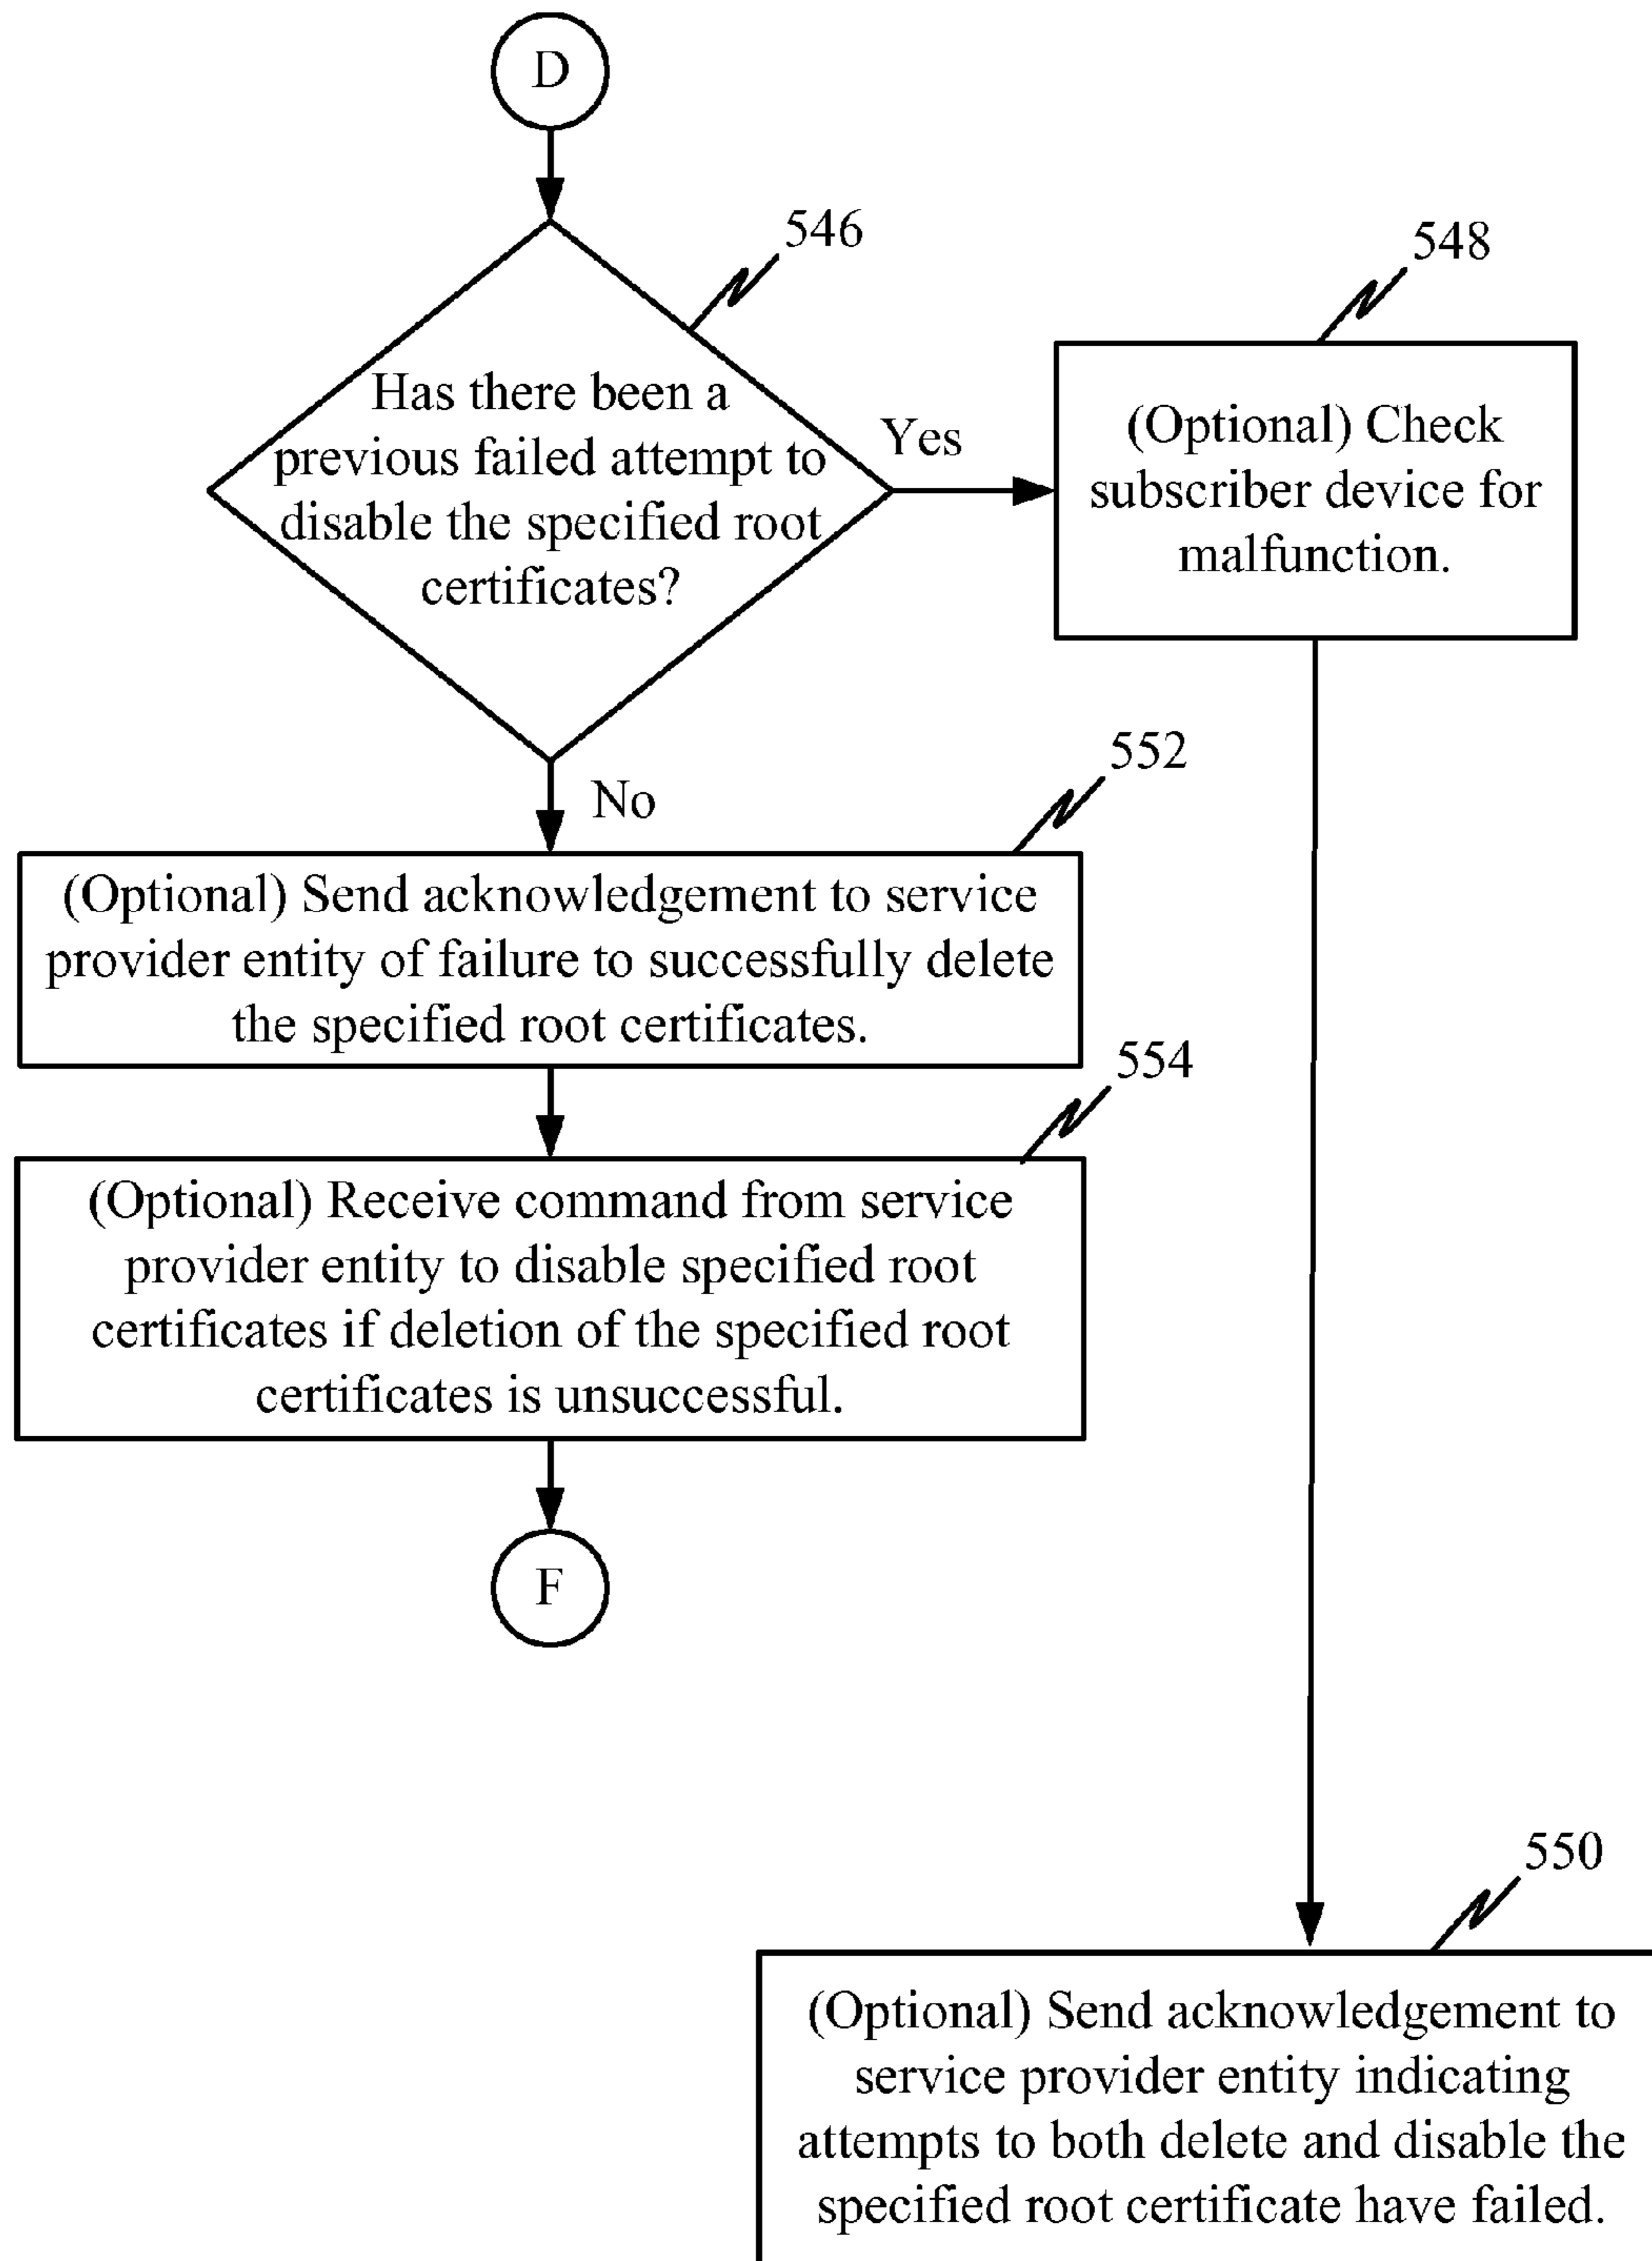 D
546
Has there been a
previous failed attempt to
disable the specified root
certificates?
Yes
548
(Optional) Check
subscriber device for
malfunction.
No
552
(Optional) Send acknowledgement to service
provider entity of failure to successfully delete
the specified root certificates.
554
(Optional) Receive command from service
provider entity to disable specified root
certificates if deletion of the specified root
certificates is unsuccessful.
F
550
(Optional) Send acknowledgement to
service provider entity indicating
attempts to both delete and disable the
specified root certificate have failed.